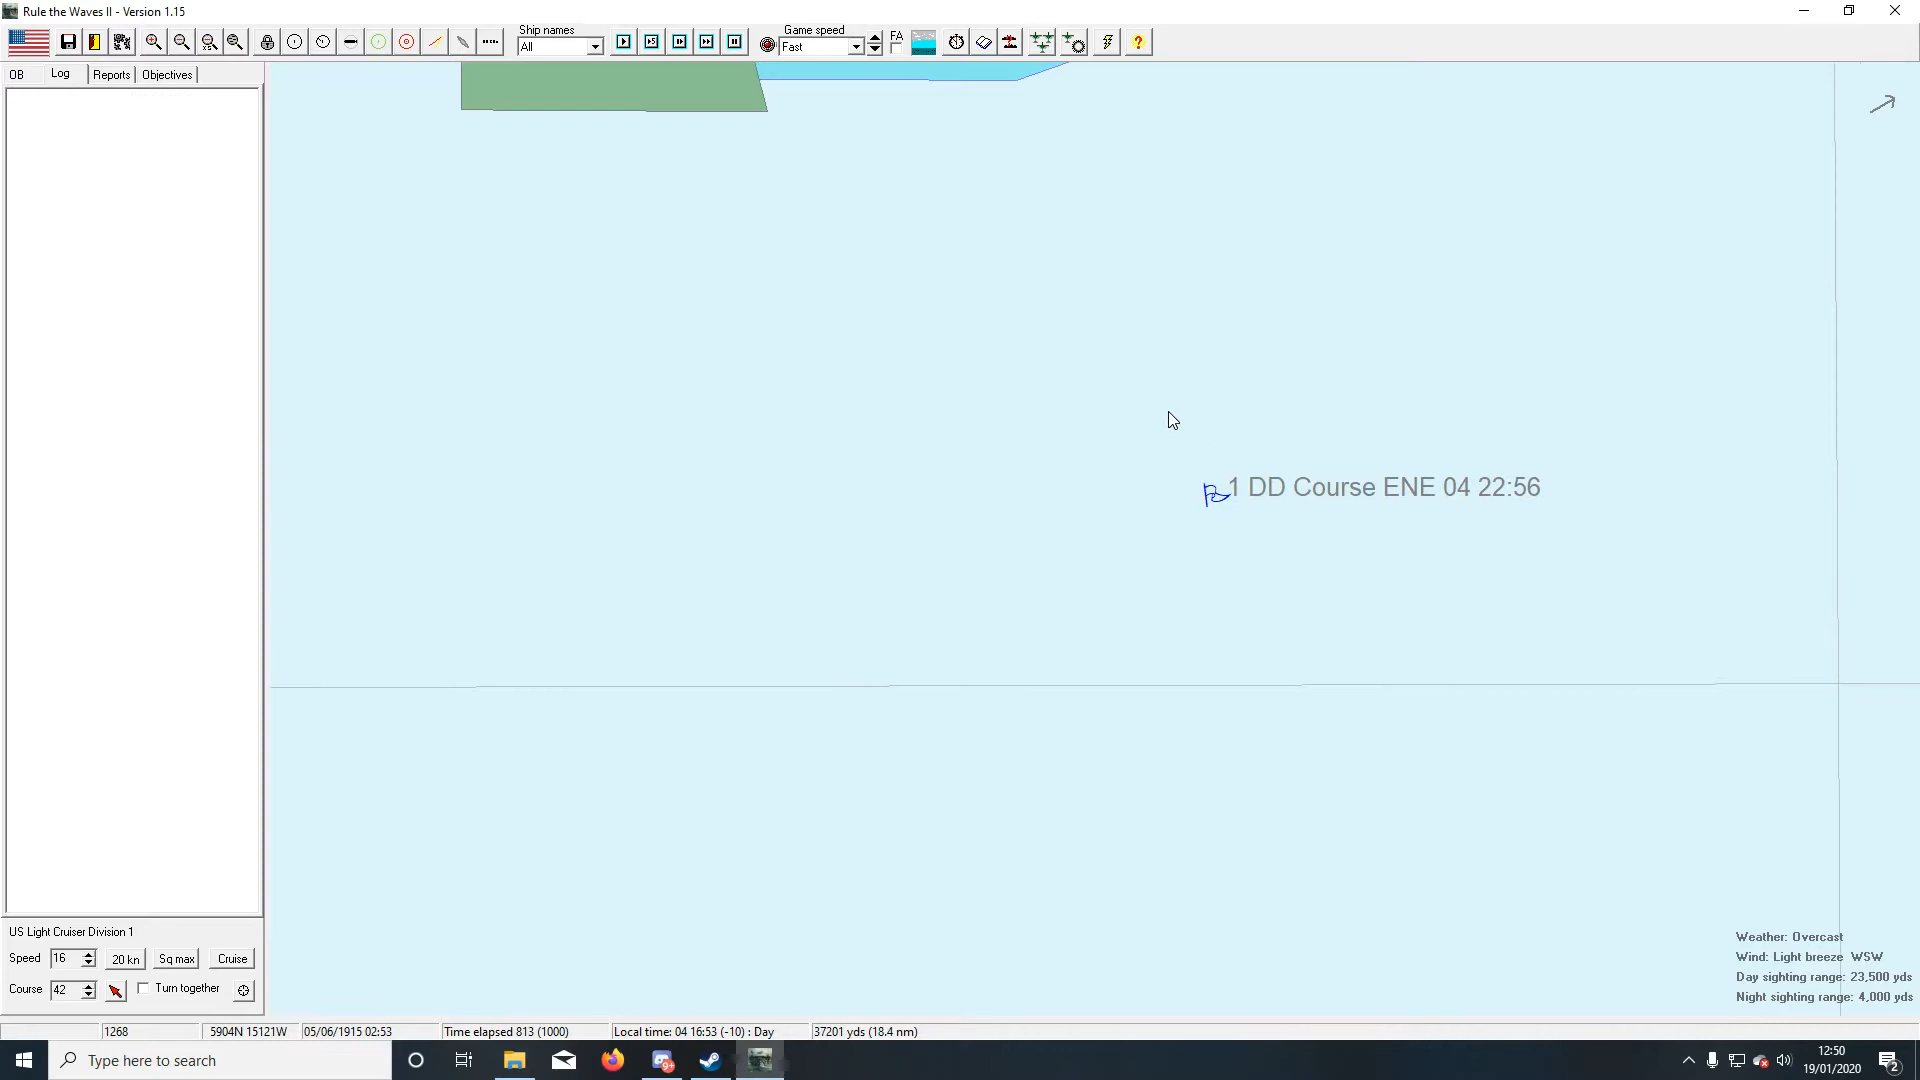 Rule the Waves II - Version 1.15
Ship names
All
Game speed
Fast
FA
OB
Log
Reports
Objectives
1 DD Course ENE 04 22:56
US Light Cruiser Division 1
Speed 16 20 kn Sq max Cruise
Course 42 Turn together
Weather: Overcast
Wind: Light breeze WSW
Day sighting range: 23,500 yds
Night sighting range: 4,000 yds
1268 5904N 15121W 05/06/1915 02:53 Time elapsed 813 (1000) Local time: 04 16:53 (-10) : Day 37201 yds (18.4 nm)
Type here to search
9+
12:50
19/01/2020
2